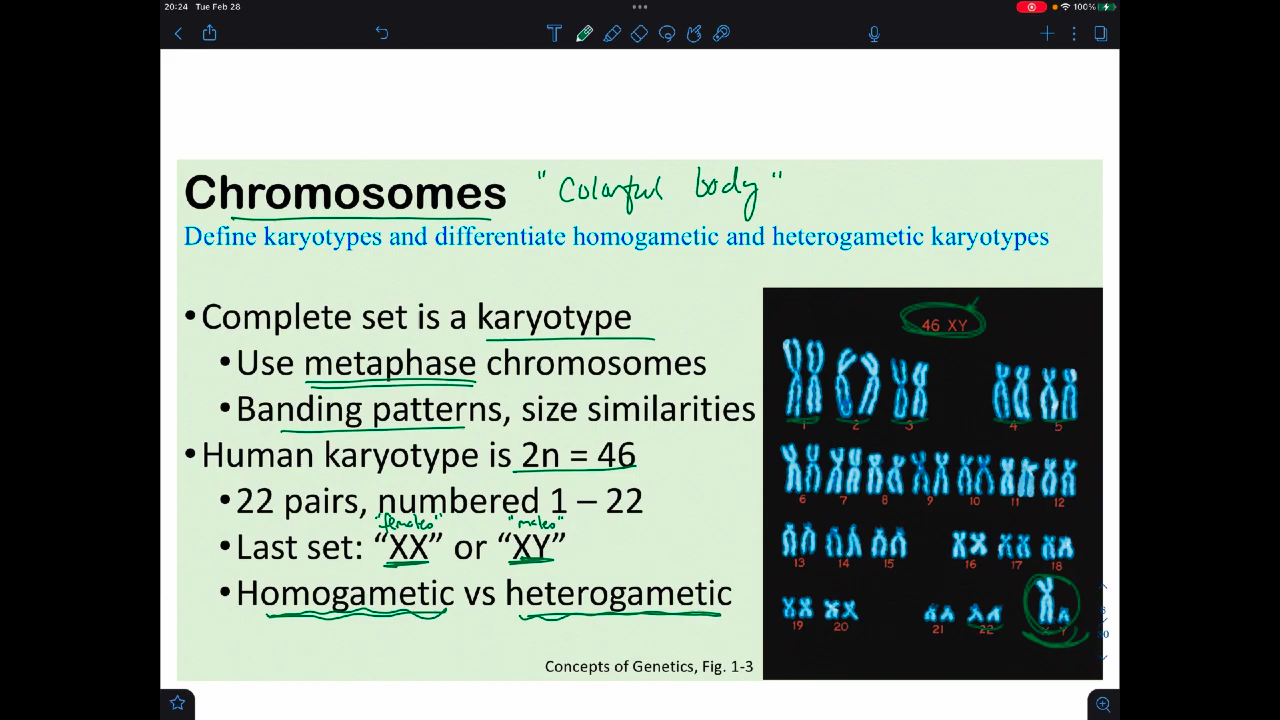 20:24 Tue Feb 28
100%
Chromosomes "Colorful body"
Define karyotypes and differentiate homogametic and heterogametic karyotypes
•Complete set is a karyotype
•Use metaphase chromosomes
•Banding patterns, size similarities
•Human karyotype is 2n = 46
•22 pairs, numbered 1 – 22
"females" "males"
•Last set: “XX” or “XY”
•Homogametic vs heterogametic
Concepts of Genetics, Fig. 1-3
46 XY
1 2 3 4 5
6 7 8 9 10 11 12
13 14 15 16 17 18
19 20 21 22 X Y